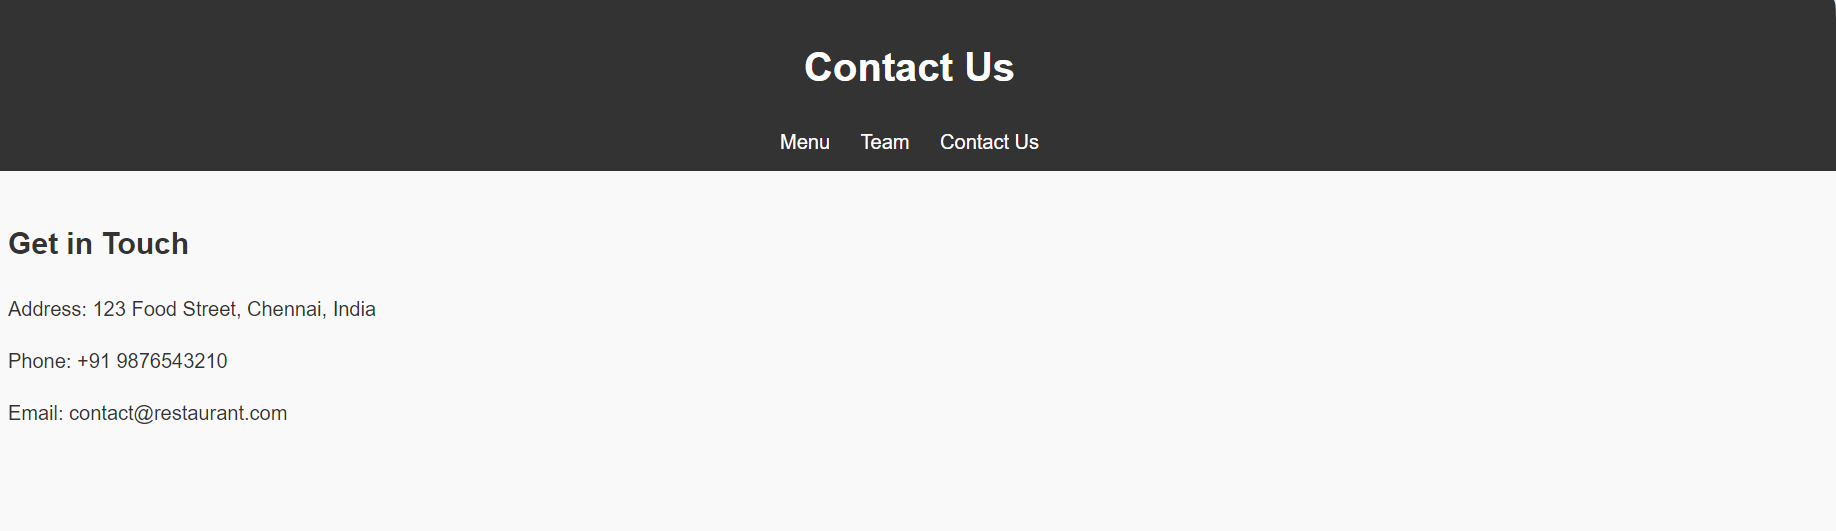 Contact Us
Menu Team Contact Us
Get in Touch
Address: 123 Food Street, Chennai, India
Phone: +91 9876543210
Email: contact@restaurant.com